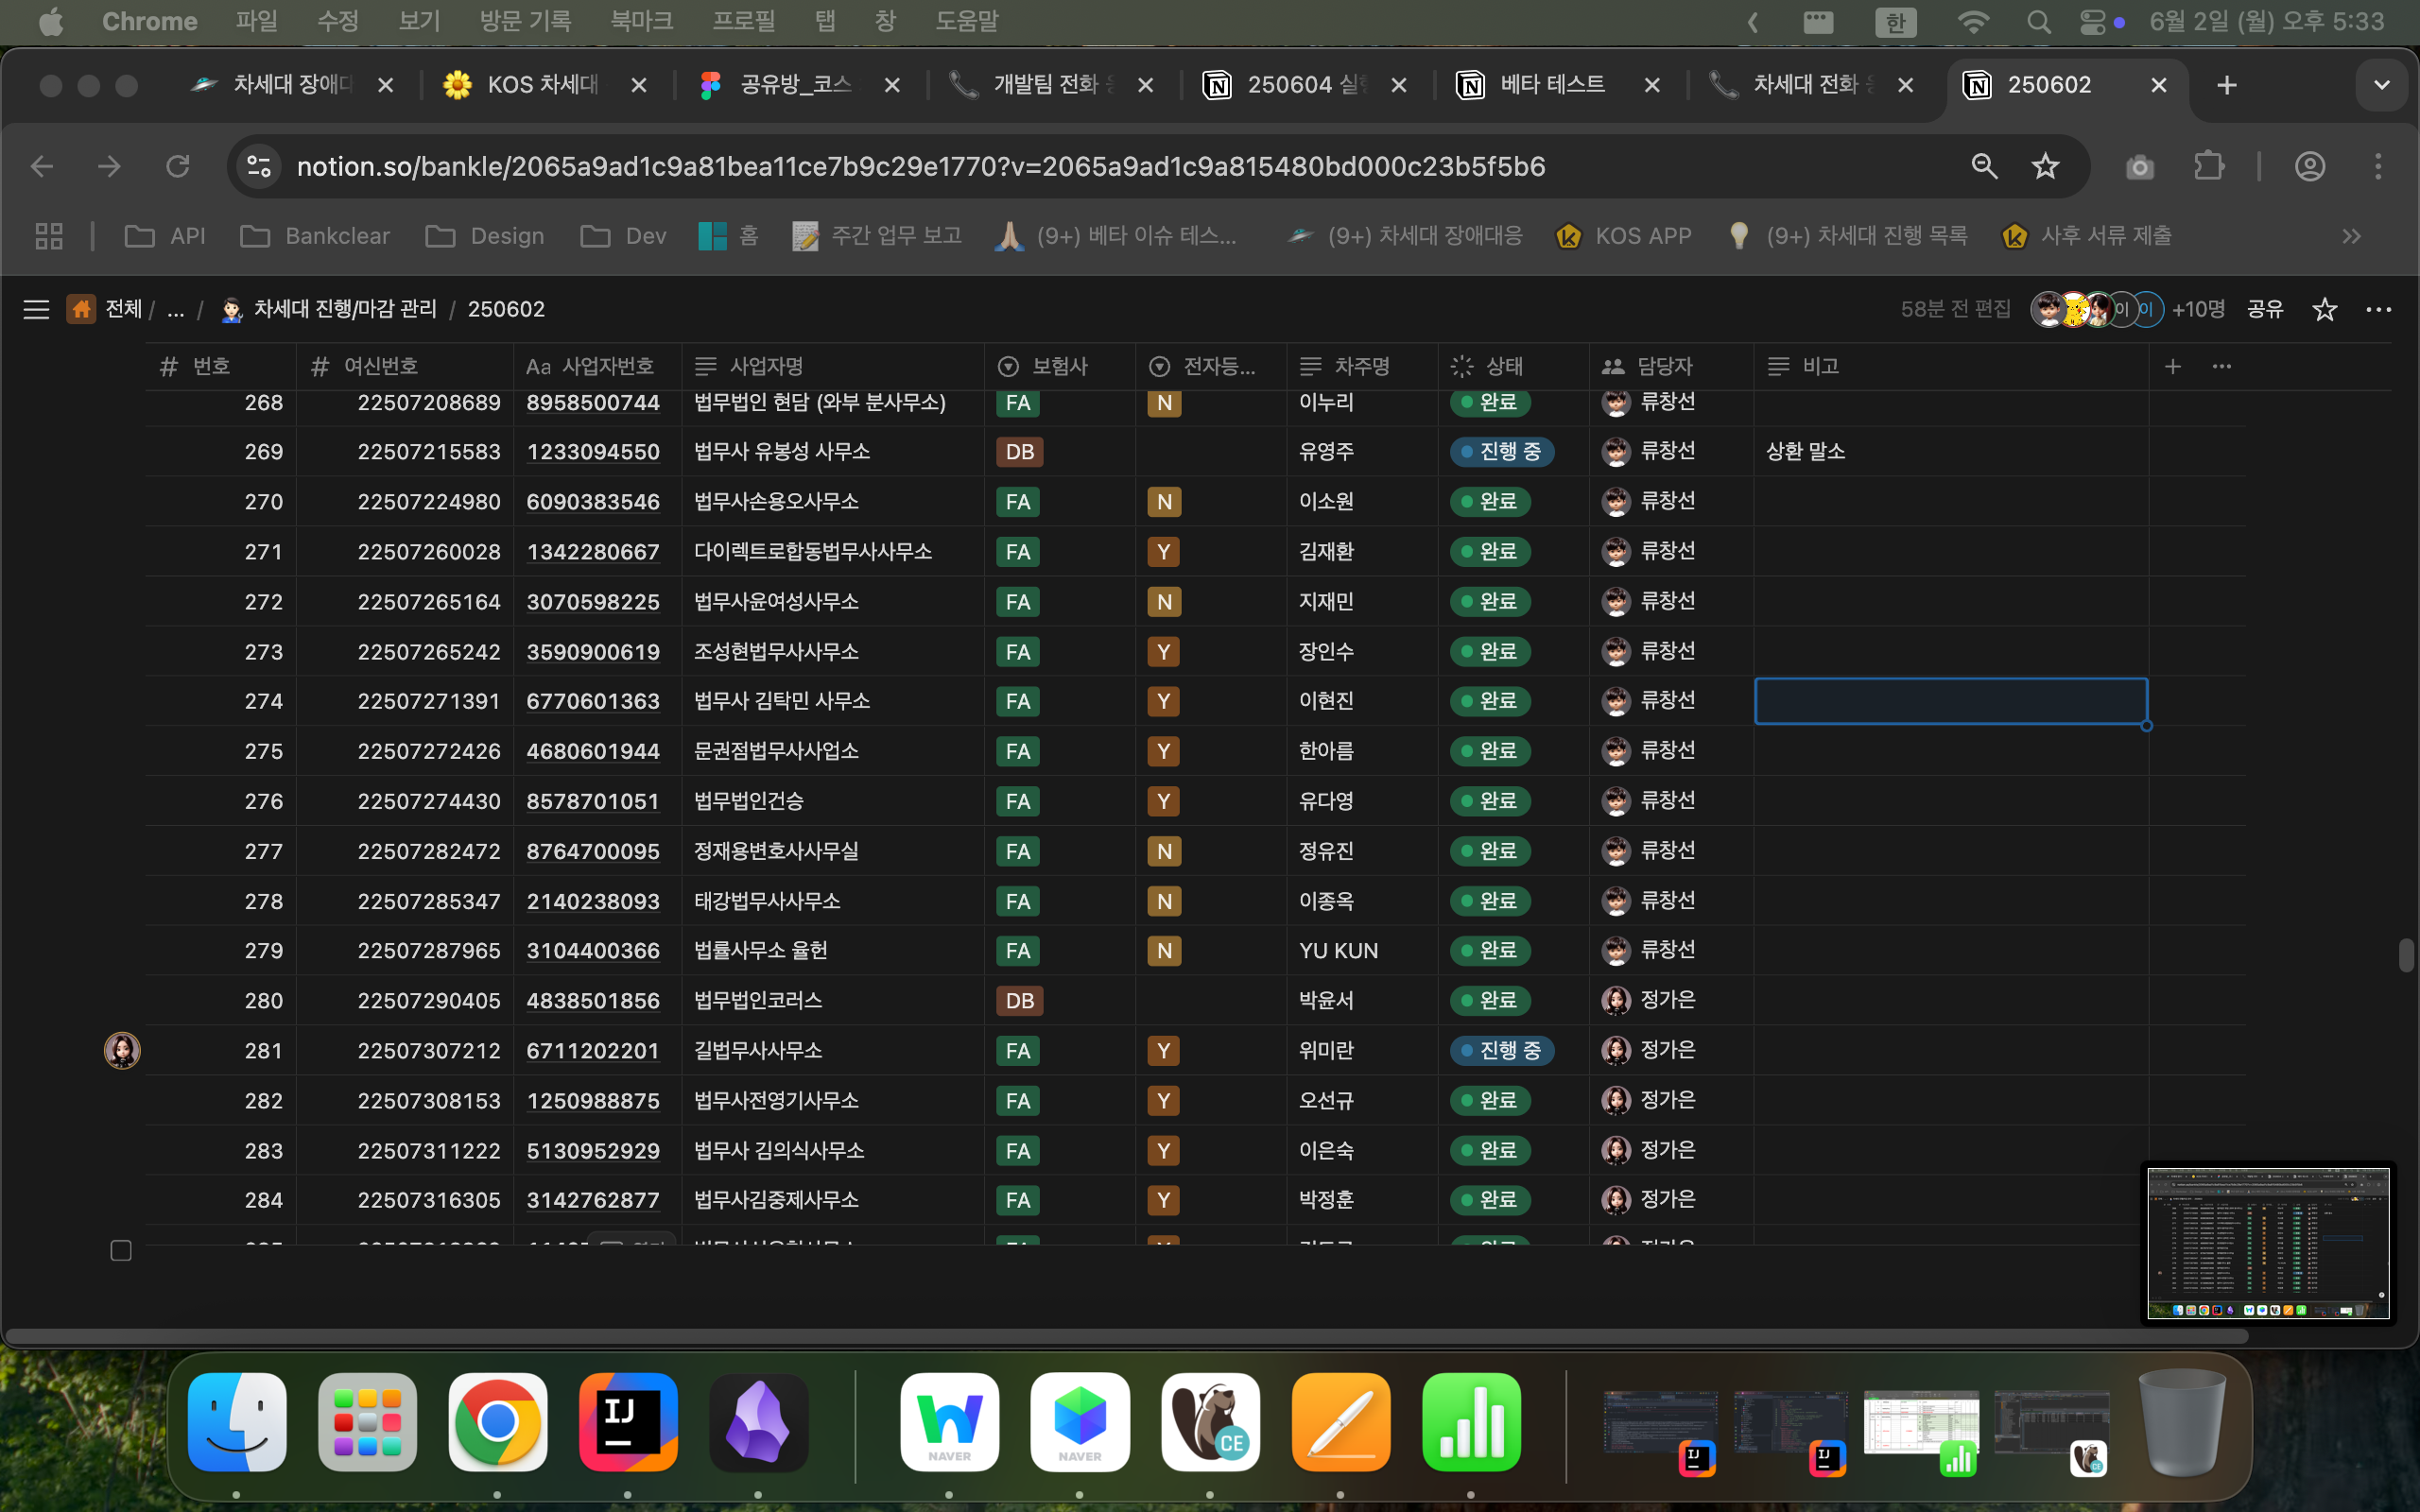 Chrome 파일 수정 보기 방문 기록 북마크 프로필 탭 창 도움말 한 6월 2일 (월) 오후 5:33
차세대 장애대 KOS 차세대 공유방_코스 개발팀 전화 250604 실 베타 테스트 차세대 전화 250602
notion.so/bankle/2065a9ad1c9a81bea11ce7b9c29e1770?v=2065a9ad1c9a815480bd000c23b5f5b6
API Bankclear Design Dev 홈 주간 업무 보고 (9+) 베타 이슈 테스... (9+) 차세대 장애대응 KOS APP (9+) 차세대 진행 목록 사후 서류 제출
전체 / ... / 차세대 진행/마감 관리 / 250602 58분 전 편집 이 이 +10명 공유
# 번호 # 여신번호 Aa 사업자번호 사업자명 보험사 전자등... 차주명 상태 담당자 비고
268 22507208689 8958500744 법무법인 현담 (와부 분사무소) FA N 이누리 완료 류창선
269 22507215583 1233094550 법무사 유봉성 사무소 DB 유영주 진행 중 류창선 상환 말소
270 22507224980 6090383546 법무사손용오사무소 FA N 이소원 완료 류창선
271 22507260028 1342280667 다이렉트로합동법무사사무소 FA Y 김재환 완료 류창선
272 22507265164 3070598225 법무사윤여성사무소 FA N 지재민 완료 류창선
273 22507265242 3590900619 조성현법무사사무소 FA Y 장인수 완료 류창선
274 22507271391 6770601363 법무사 김탁민 사무소 FA Y 이현진 완료 류창선
275 22507272426 4680601944 문권점법무사사업소 FA Y 한아름 완료 류창선
276 22507274430 8578701051 법무법인건승 FA Y 유다영 완료 류창선
277 22507282472 8764700095 정재용변호사사무실 FA N 정유진 완료 류창선
278 22507285347 2140238093 태강법무사사무소 FA N 이종옥 완료 류창선
279 22507287965 3104400366 법률사무소 율헌 FA N YU KUN 완료 류창선
280 22507290405 4838501856 법무법인코러스 DB 박윤서 완료 정가은
281 22507307212 6711202201 길법무사사무소 FA Y 위미란 진행 중 정가은
282 22507308153 1250988875 법무사전영기사무소 FA Y 오선규 완료 정가은
283 22507311222 5130952929 법무사 김의식사무소 FA Y 이은숙 완료 정가은
284 22507316305 3142762877 법무사김중제사무소 FA Y 박정훈 완료 정가은
IJ NAVER NAVER CE IJ IJ CE